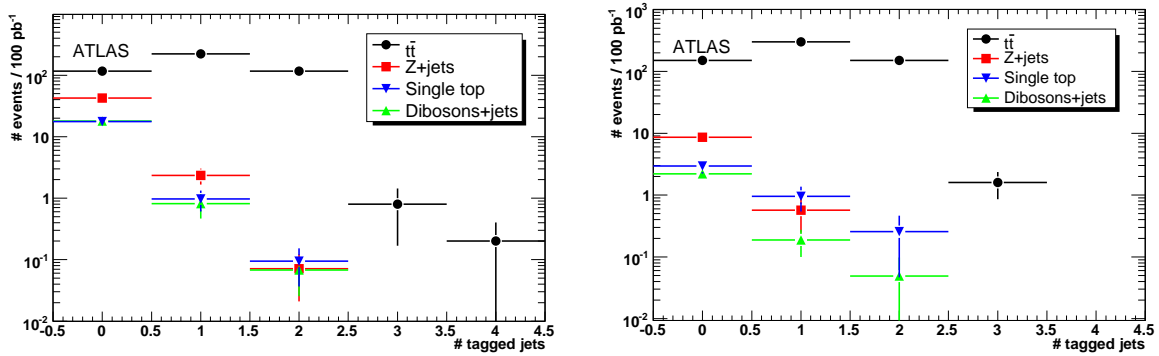 # events / 100 pb⁻¹
ATLAS
tt̄
Z+jets
Single top
Dibosons+jets
10²
10
1
10⁻¹
10⁻²
-0.5 0 0.5 1 1.5 2 2.5 3 3.5 4 4.5
# tagged jets
# events / 100 pb⁻¹
ATLAS
tt̄
Z+jets
Single top
Dibosons+jets
10³
10²
10
1
10⁻¹
10⁻²
-0.5 0 0.5 1 1.5 2 2.5 3 3.5 4 4.5
# tagged jets